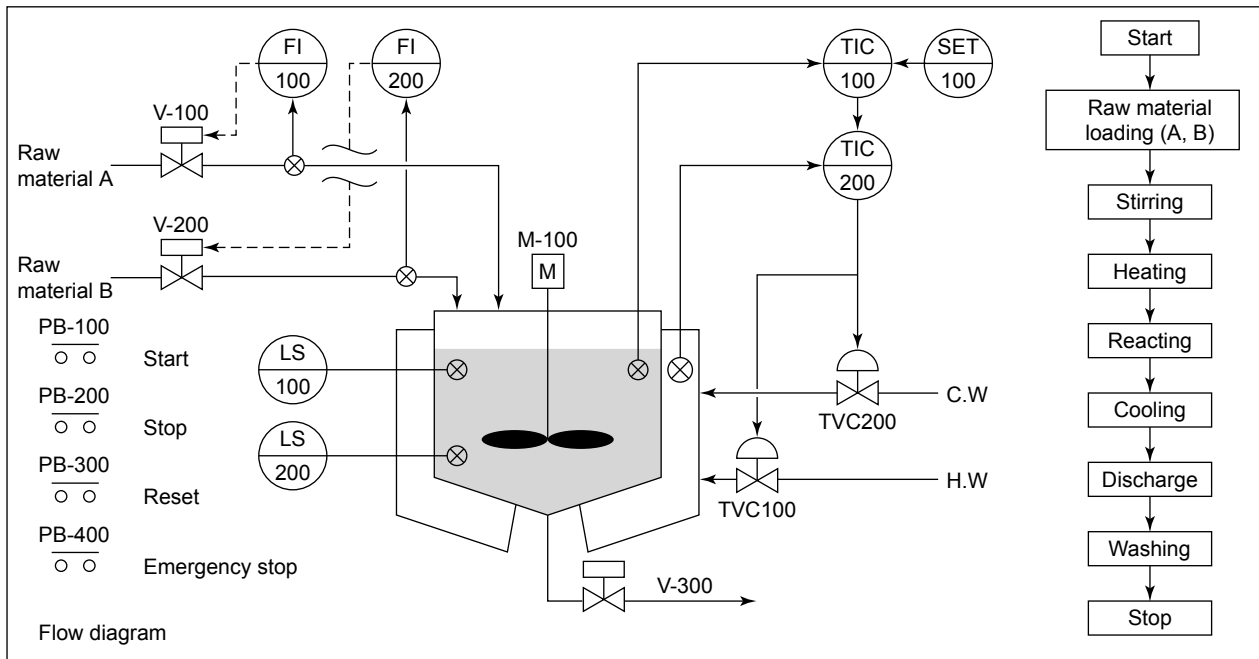 FI
100
FI
200
TIC
100
SET
100
TIC
200
V-100
Raw
material A
V-200
Raw
material B
M-100
M
PB-100
Start
PB-200
Stop
PB-300
Reset
PB-400
Emergency stop
LS
100
LS
200
C.W
TVC200
H.W
TVC100
V-300
Flow diagram
Start
Raw material
loading (A, B)
Stirring
Heating
Reacting
Cooling
Discharge
Washing
Stop